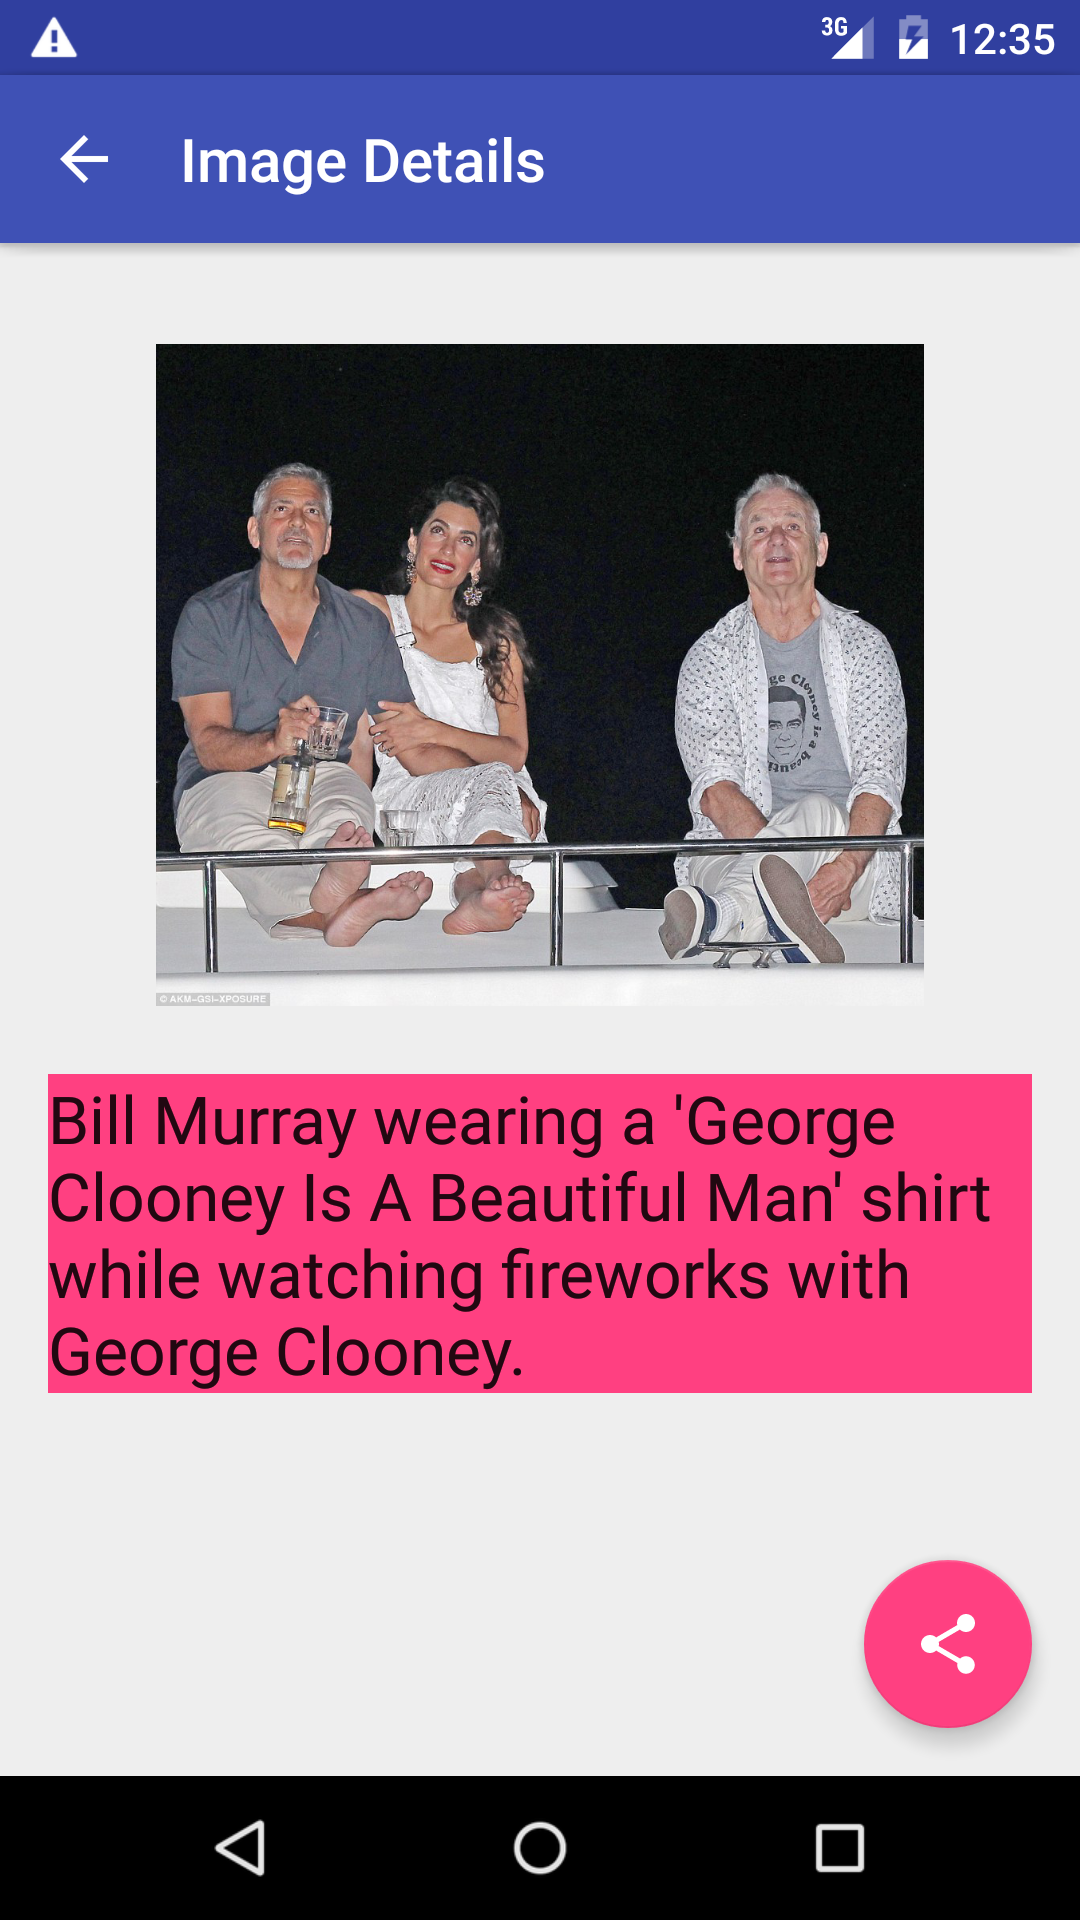 3G 12:35
Image Details
ge Clooney is a beauti
© AKM-GSI-XPOSURE
Bill Murray wearing a 'George
Clooney Is A Beautiful Man' shirt
while watching fireworks with
George Clooney.